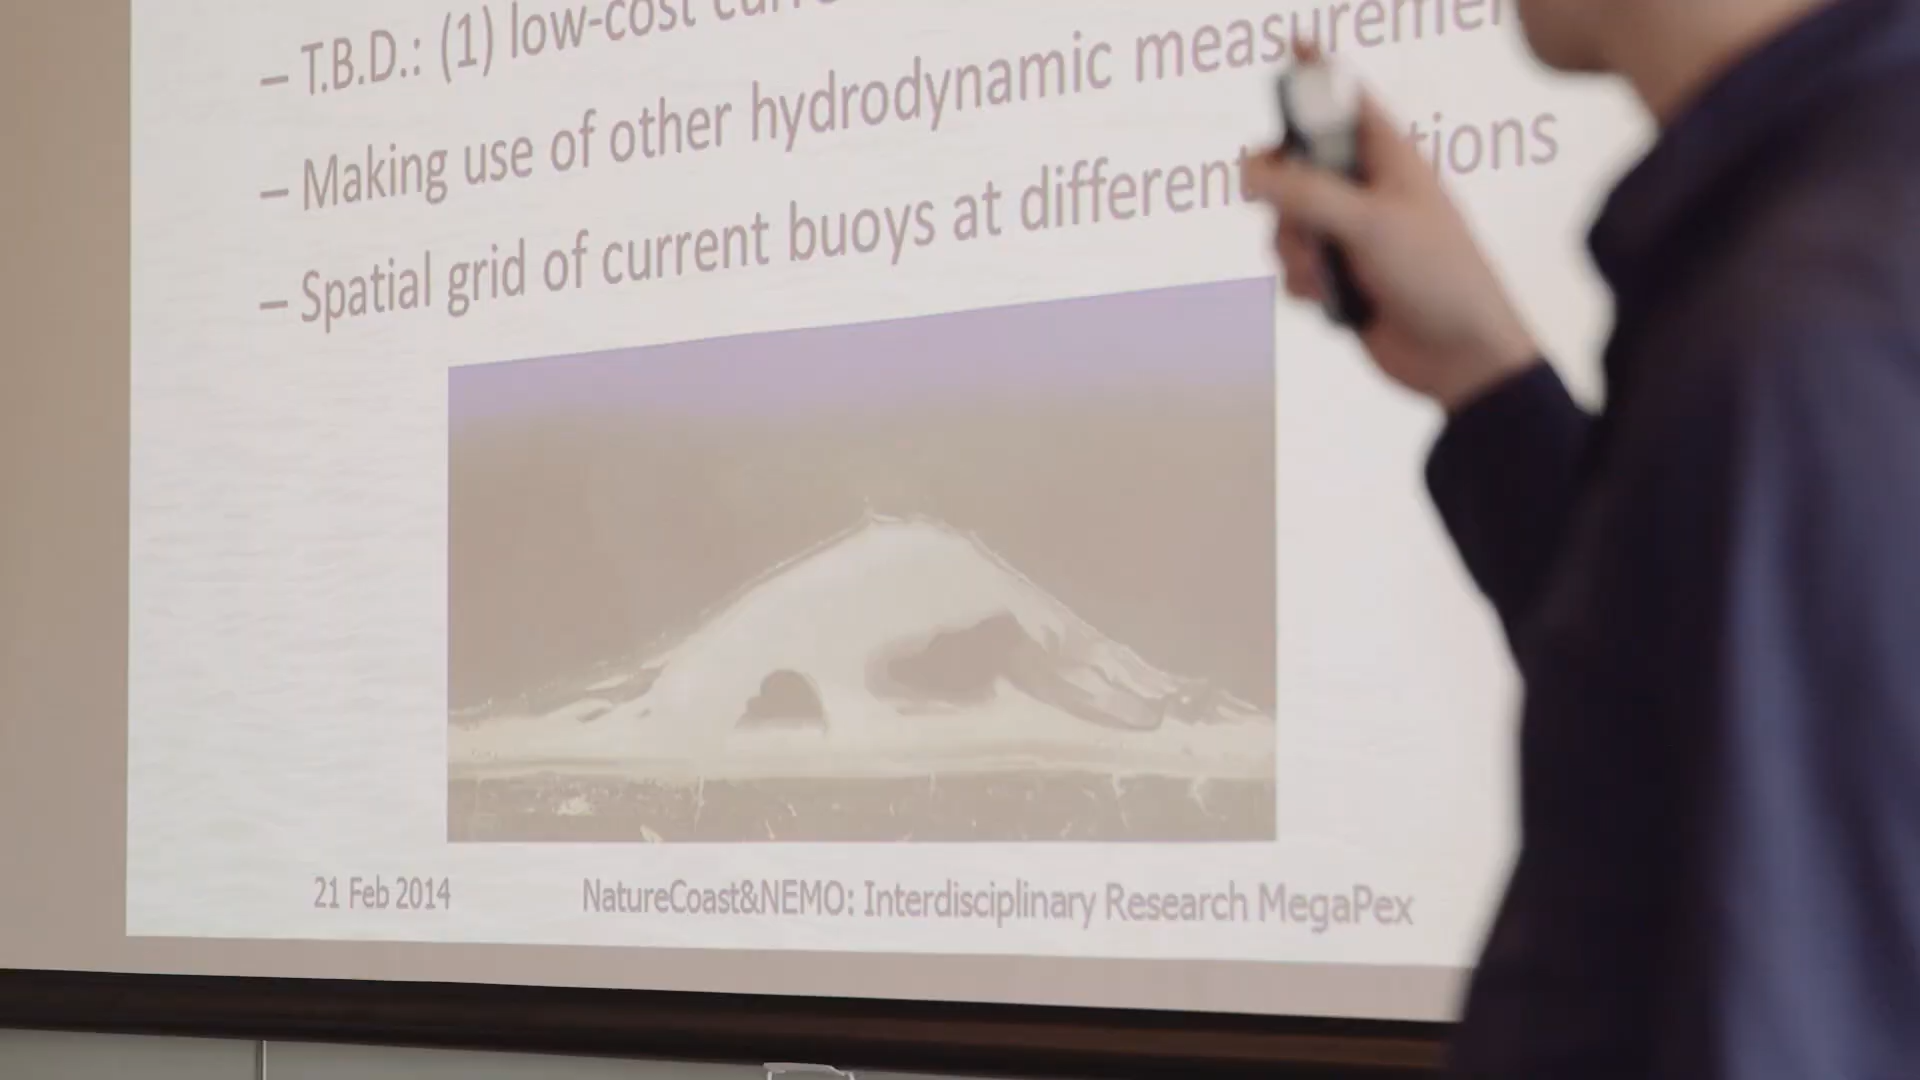 – T.B.D.: (1) low-cost
– Making use of other hydrodynamic
– Spatial grid of current buoys at different
21 Feb 2014
NatureCoast&NEMO: Interdisciplinary Research MegaPex